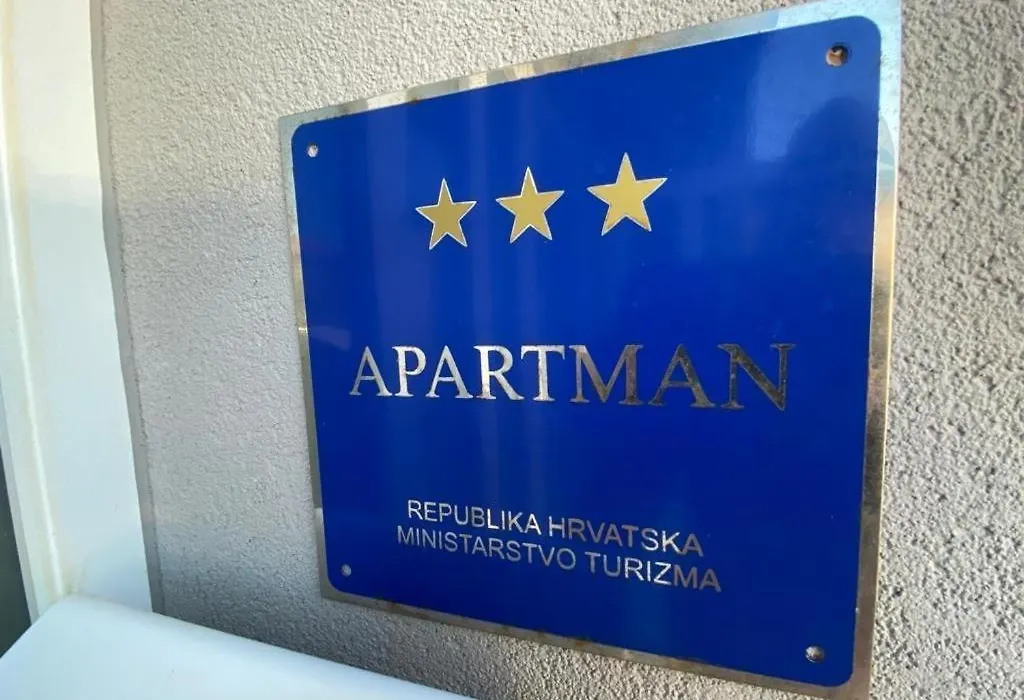 APARTMAN
REPUBLIKA HRVATSKA
MINISTARSTVO TURIZMA